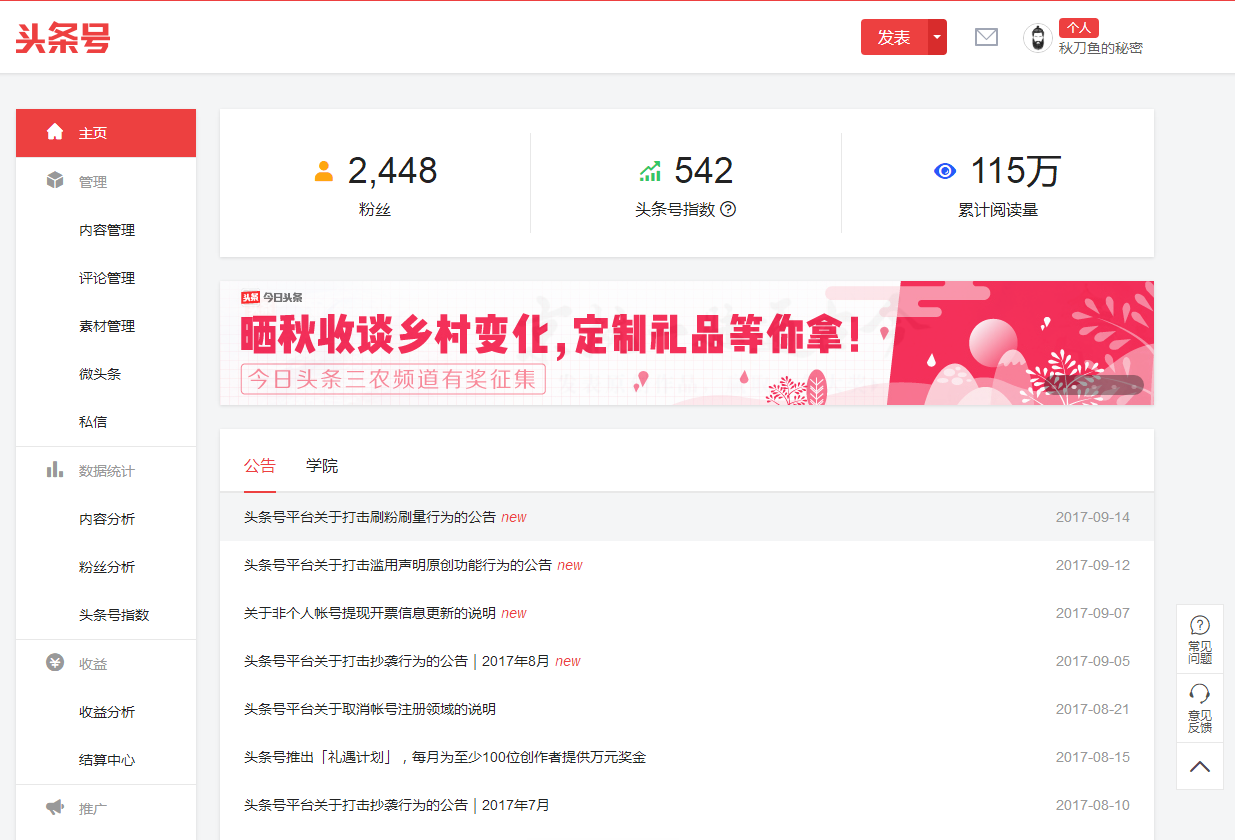 头条号
发表
个人
秋刀鱼的秘密
主页
管理
内容管理
评论管理
素材管理
微头条
私信
数据统计
内容分析
粉丝分析
头条号指数
收益
收益分析
结算中心
推广
2,448
粉丝
542
头条号指数
115万
累计阅读量
头条 今日头条
晒秋收谈乡村变化,定制礼品等你拿!
今日头条三农频道有奖征集
公告 学院
头条号平台关于打击刷粉刷量行为的公告 new 2017-09-14
头条号平台关于打击滥用声明原创功能行为的公告 new 2017-09-12
关于非个人帐号提现开票信息更新的说明 new 2017-09-07
头条号平台关于打击抄袭行为的公告 | 2017年8月 new 2017-09-05
头条号平台关于取消帐号注册领域的说明 2017-08-21
头条号推出「礼遇计划」，每月为至少100位创作者提供万元奖金 2017-08-15
头条号平台关于打击抄袭行为的公告 | 2017年7月 2017-08-10
常见
问题
意见
反馈